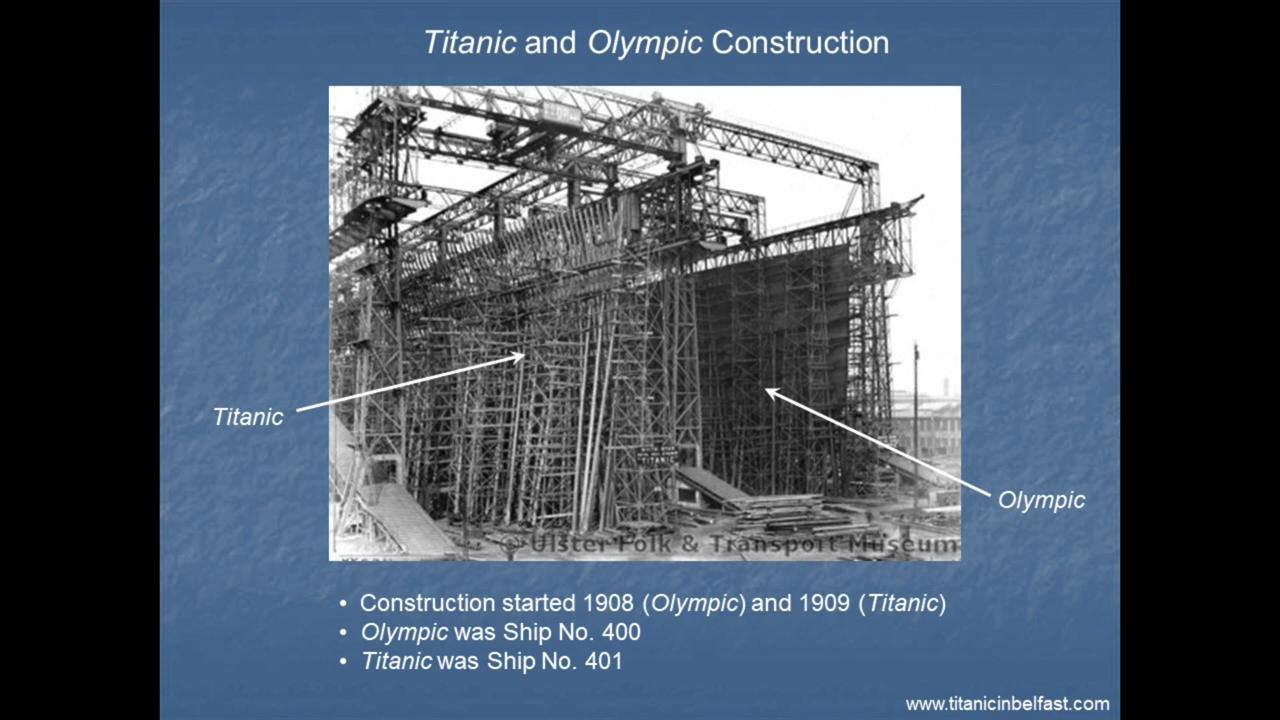 Titanic and Olympic Construction
Titanic
TITANIC
Olympic
© Ulster Folk & Transport Museum
• Construction started 1908 (Olympic) and 1909 (Titanic)
• Olympic was Ship No. 400
• Titanic was Ship No. 401
www.titanicinbelfast.com